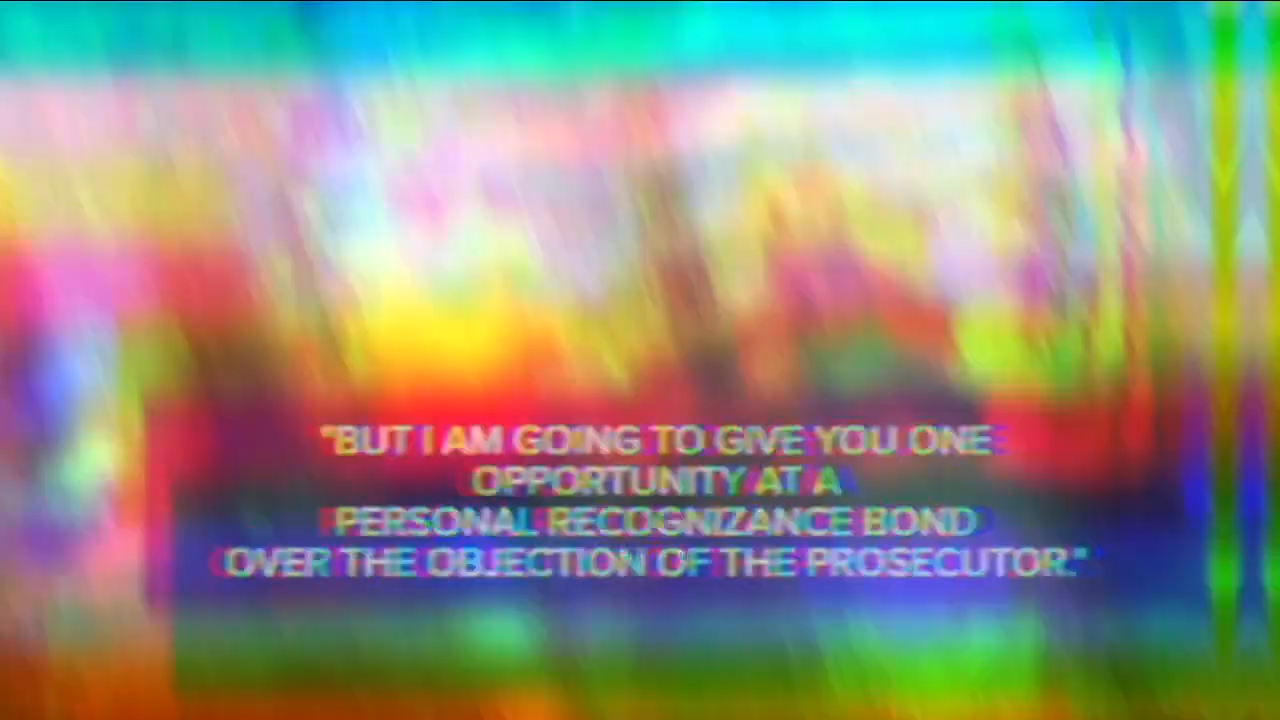 "BUT I AM GOING TO GIVE YOU ONE
OPPORTUNITY AT A
PERSONAL RECOGNIZANCE BOND
OVER THE OBJECTION OF THE PROSECUTOR."